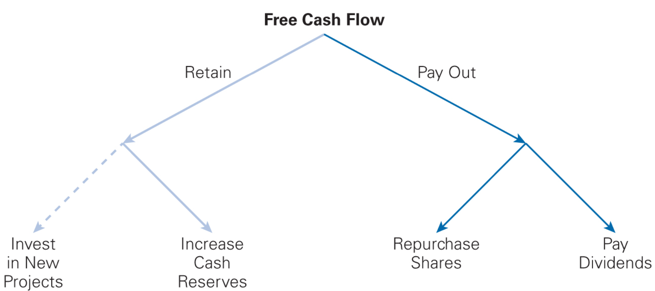 Free Cash Flow
Retain
Pay Out
Invest
in New
Projects
Increase
Cash
Reserves
Repurchase
Shares
Pay
Dividends